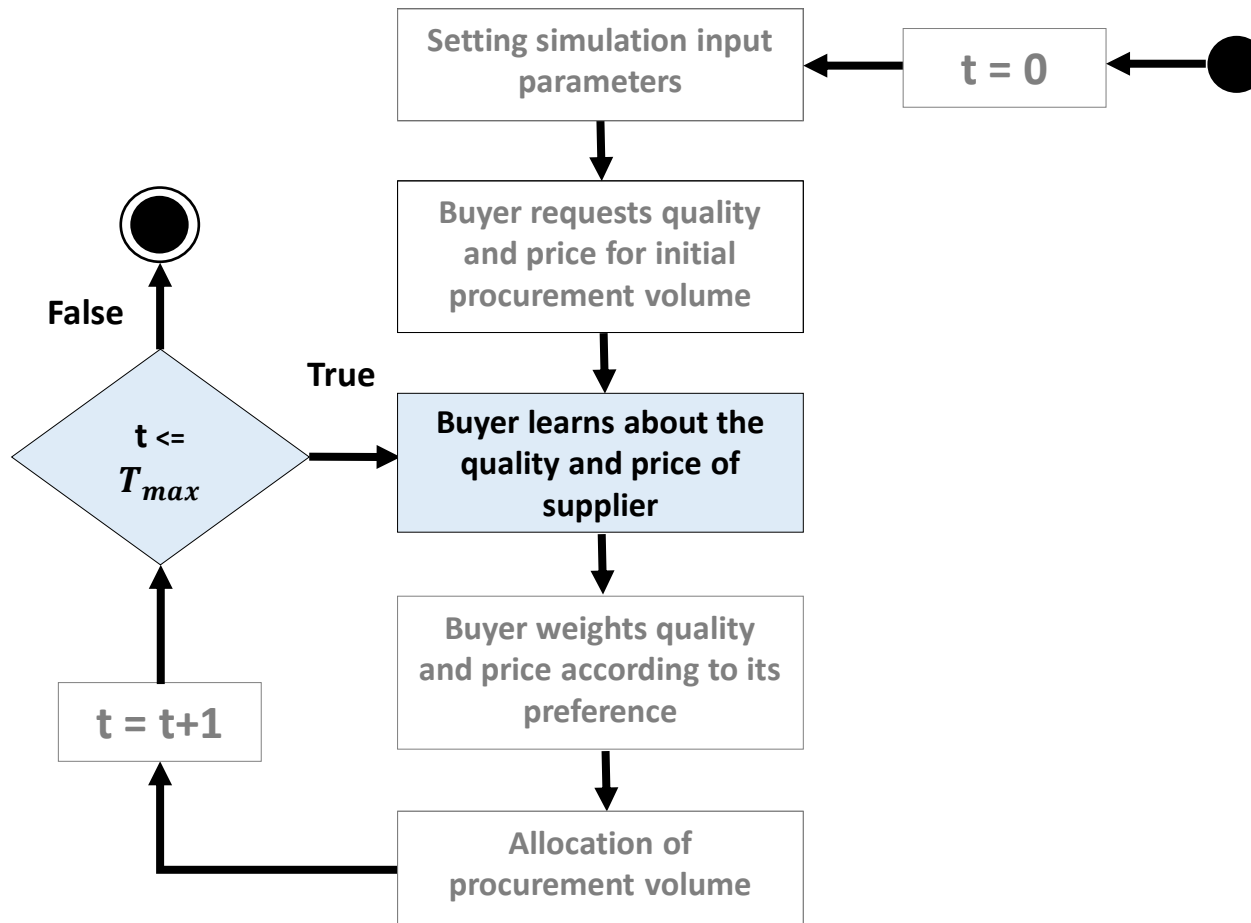 t = 0
Setting simulation input
parameters
Buyer requests quality
and price for initial
procurement volume
False
True
t <=
T_max
Buyer learns about the
quality and price of
supplier
Buyer weights quality
and price according to its
preference
t = t+1
Allocation of
procurement volume